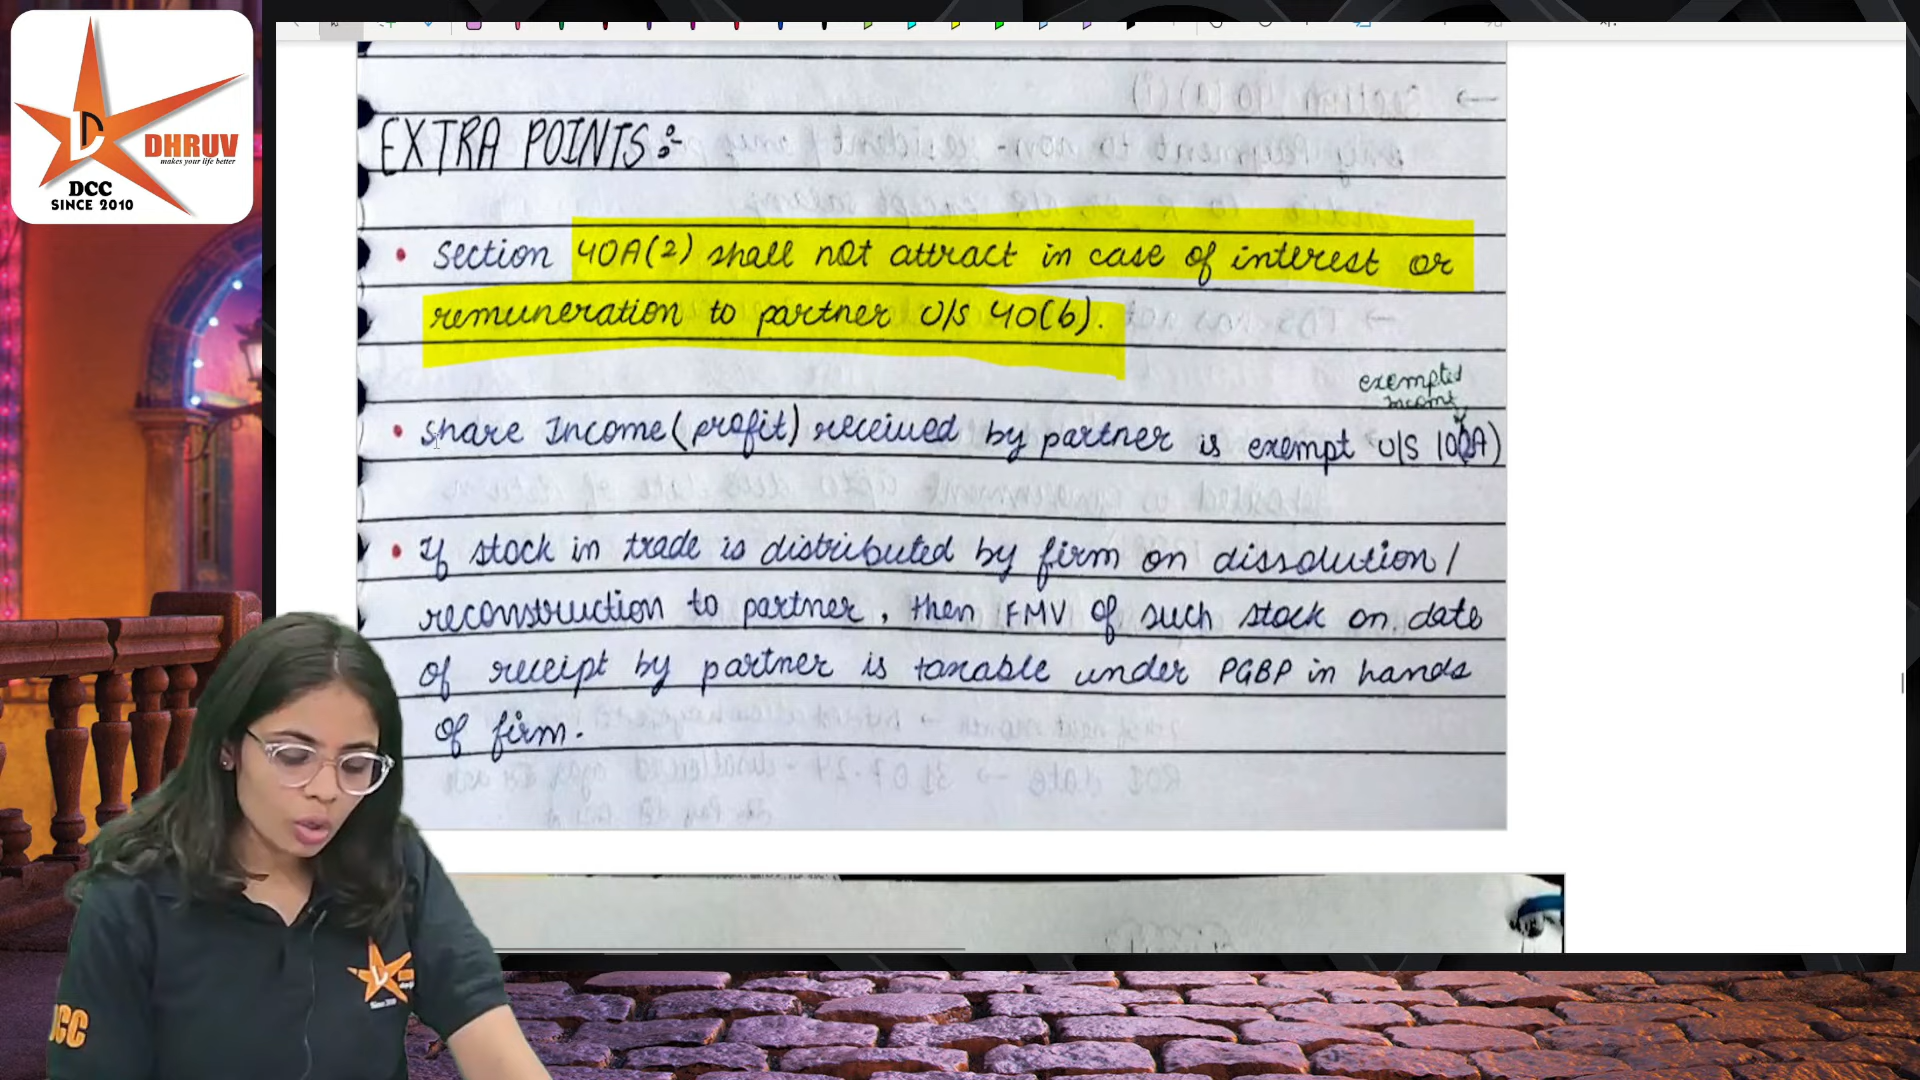 DHRUV
makes your life better
DCC
SINCE 2010
EXTRA POINTS :-
• Section 40A(2) shall not attract in case of interest or
remuneration to partner U/S 40(b).
exempted
income
• Share Income (profit) received by partner is exempt U/S 10(2A)
• If stock in trade is distributed by firm on dissolution /
reconstruction to partner, then FMV of such stock on date
of receipt by partner is taxable under PGBP in hands
of firm.
DCC